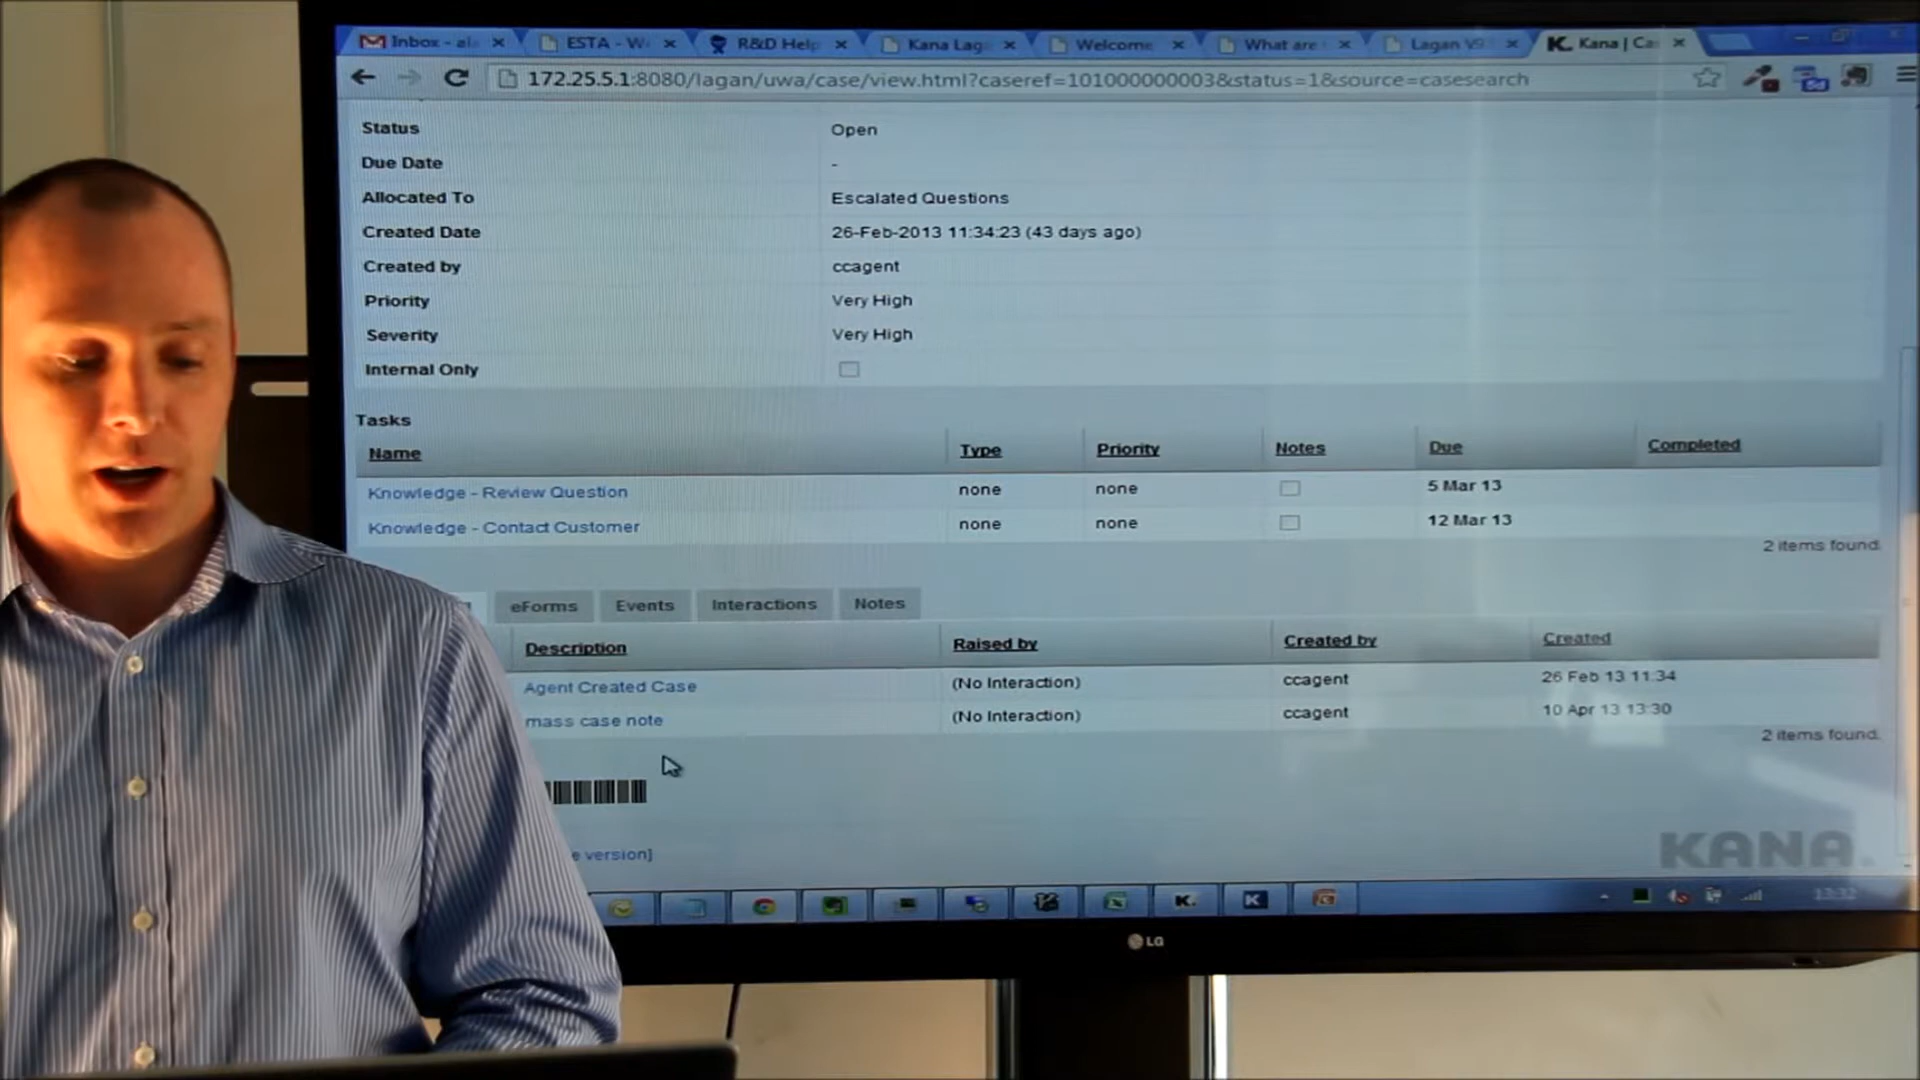 Inbox - al
ESTA - W
R&D Help
Kana Lag
Welcome
What are
Lagan V9
Kana | Ca
172.25.5.1:8080/lagan/uwa/case/view.html?caseref=101000000003&status=1&source=casesearch
Status Open
Due Date -
Allocated To Escalated Questions
Created Date 26-Feb-2013 11:34:23 (43 days ago)
Created by ccagent
Priority Very High
Severity Very High
Internal Only
Tasks
Name Type Priority Notes Due Completed
Knowledge - Review Question none none 5 Mar 13
Knowledge - Contact Customer none none 12 Mar 13
2 items found.
eForms Events Interactions Notes
Description Raised by Created by Created
Agent Created Case (No Interaction) ccagent 26 Feb 13 11:34
mass case note (No Interaction) ccagent 10 Apr 13 13:30
2 items found.
e version]
KANA.
13:32
LG